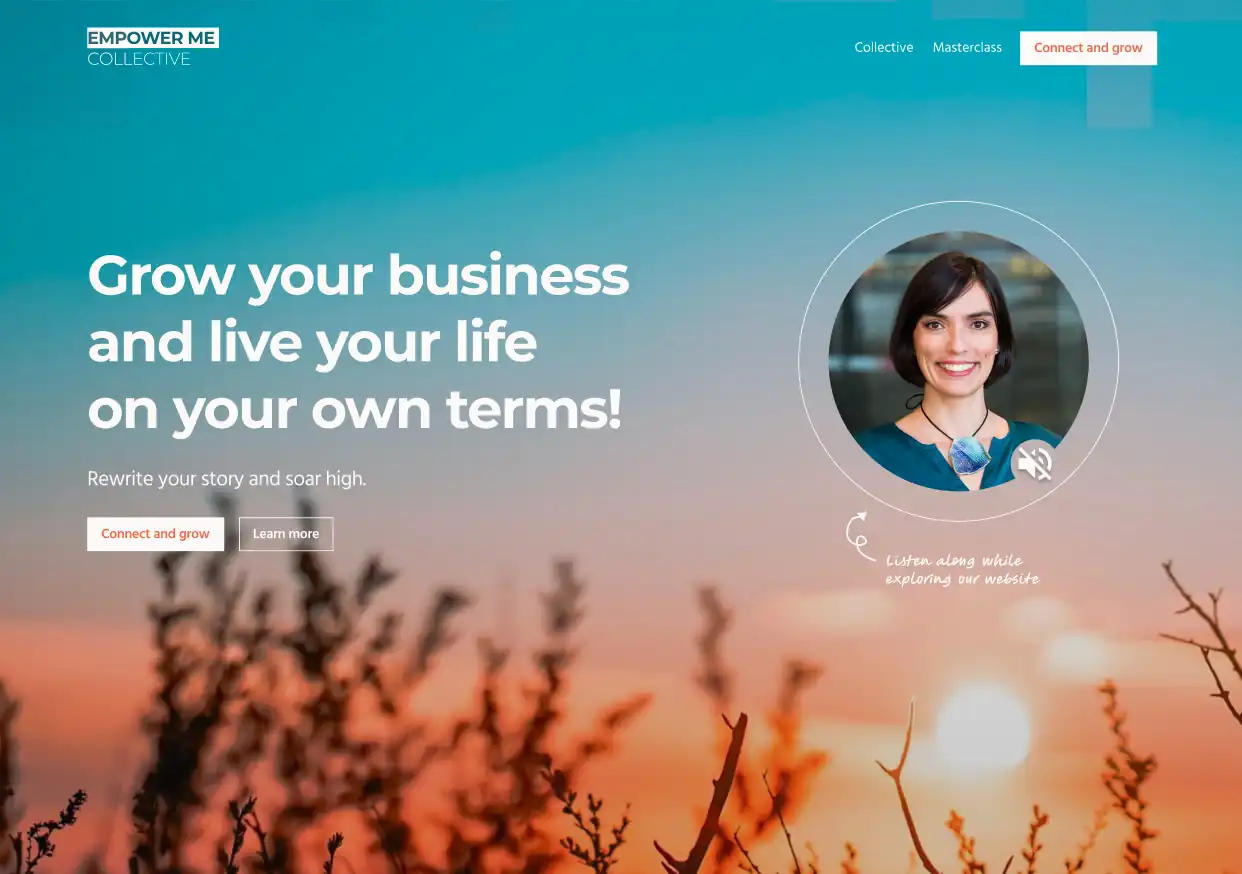 EMPOWER ME
COLLECTIVE
Collective
Masterclass
Connect and grow
Grow your business
and live your life
on your own terms!
Rewrite your story and soar high.
Connect and grow
Learn more
Listen along while
exploring our website